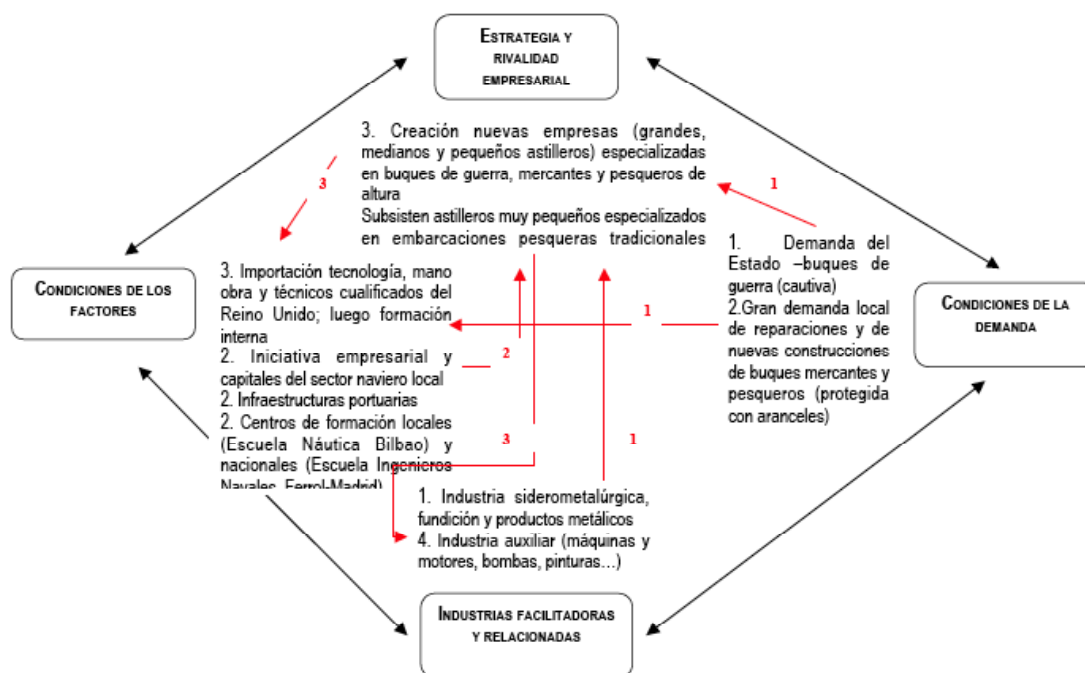 ESTRATEGIA Y
RIVALIDAD
EMPRESARIAL
3. Creación nuevas empresas (grandes,
medianos y pequeños astilleros) especializadas
en buques de guerra, mercantes y pesqueros de
altura
Subsisten astilleros muy pequeños especializados
en embarcaciones pesqueras tradicionales
3
1
CONDICIONES DE LOS
FACTORES
3. Importación tecnología, mano
obra y técnicos cualificados del
Reino Unido; luego formación
interna
2. Iniciativa empresarial y
capitales del sector naviero local
2. Infraestructuras portuarias
2. Centros de formación locales
(Escuela Náutica Bilbao) y
nacionales (Escuela Ingenieros
Navales, Ferrol-Madrid)
1
2
3
1
1. Demanda del
Estado –buques de
guerra (cautiva)
2.Gran demanda local
de reparaciones y de
nuevas construcciones
de buques mercantes y
pesqueros (protegida
con aranceles)
CONDICIONES DE LA
DEMANDA
1. Industria siderometalúrgica,
fundición y productos metálicos
4. Industria auxiliar (máquinas y
motores, bombas, pinturas…)
INDUSTRIAS FACILITADORAS
Y RELACIONADAS